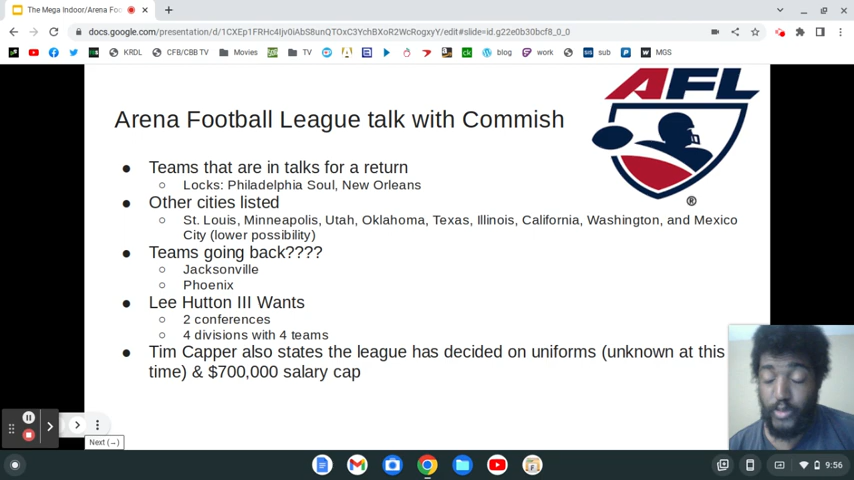 The Mega Indoor/Arena Foo
docs.google.com/presentation/d/1CXEp1FRHc4Ijv0iAbS8unQTOxC3YchBXoR2WcRogxyY/edit#slide=id.g22e0b30bcf8_0_0
KRDL
CFB/CBB TV
Movies
TV
blog
work
sub
MGS
AFL
Arena Football League talk with Commish
● Teams that are in talks for a return
○ Locks: Philadelphia Soul, New Orleans
● Other cities listed
○ St. Louis, Minneapolis, Utah, Oklahoma, Texas, Illinois, California, Washington, and Mexico
City (lower possibility)
● Teams going back????
○ Jacksonville
○ Phoenix
● Lee Hutton III Wants
○ 2 conferences
○ 4 divisions with 4 teams
● Tim Capper also states the league has decided on uniforms (unknown at this
time) & $700,000 salary cap
Next (→)
9:56